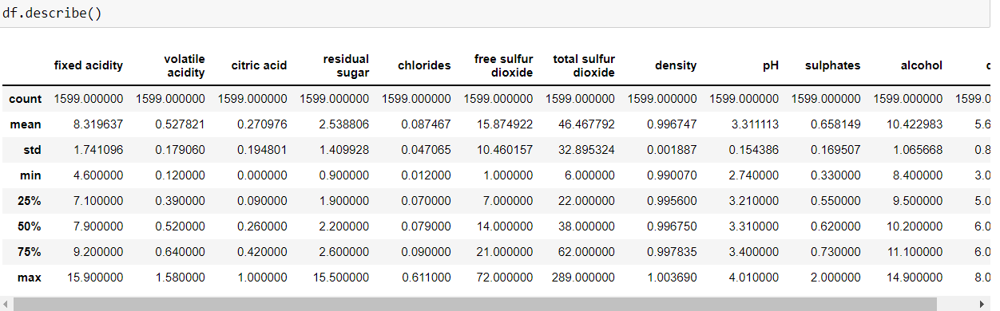 df.describe()
fixed acidity volatile acidity citric acid residual sugar chlorides free sulfur dioxide total sulfur dioxide density pH sulphates alcohol
count 1599.000000 1599.000000 1599.000000 1599.000000 1599.000000 1599.000000 1599.000000 1599.000000 1599.000000 1599.000000 1599.000000 1599.0
mean 8.319637 0.527821 0.270976 2.538806 0.087467 15.874922 46.467792 0.996747 3.311113 0.658149 10.422983 5.6
std 1.741096 0.179060 0.194801 1.409928 0.047065 10.460157 32.895324 0.001887 0.154386 0.169507 1.065668 0.8
min 4.600000 0.120000 0.000000 0.900000 0.012000 1.000000 6.000000 0.990070 2.740000 0.330000 8.400000 3.0
25% 7.100000 0.390000 0.090000 1.900000 0.070000 7.000000 22.000000 0.995600 3.210000 0.550000 9.500000 5.0
50% 7.900000 0.520000 0.260000 2.200000 0.079000 14.000000 38.000000 0.996750 3.310000 0.620000 10.200000 6.0
75% 9.200000 0.640000 0.420000 2.600000 0.090000 21.000000 62.000000 0.997835 3.400000 0.730000 11.100000 6.0
max 15.900000 1.580000 1.000000 15.500000 0.611000 72.000000 289.000000 1.003690 4.010000 2.000000 14.900000 8.0